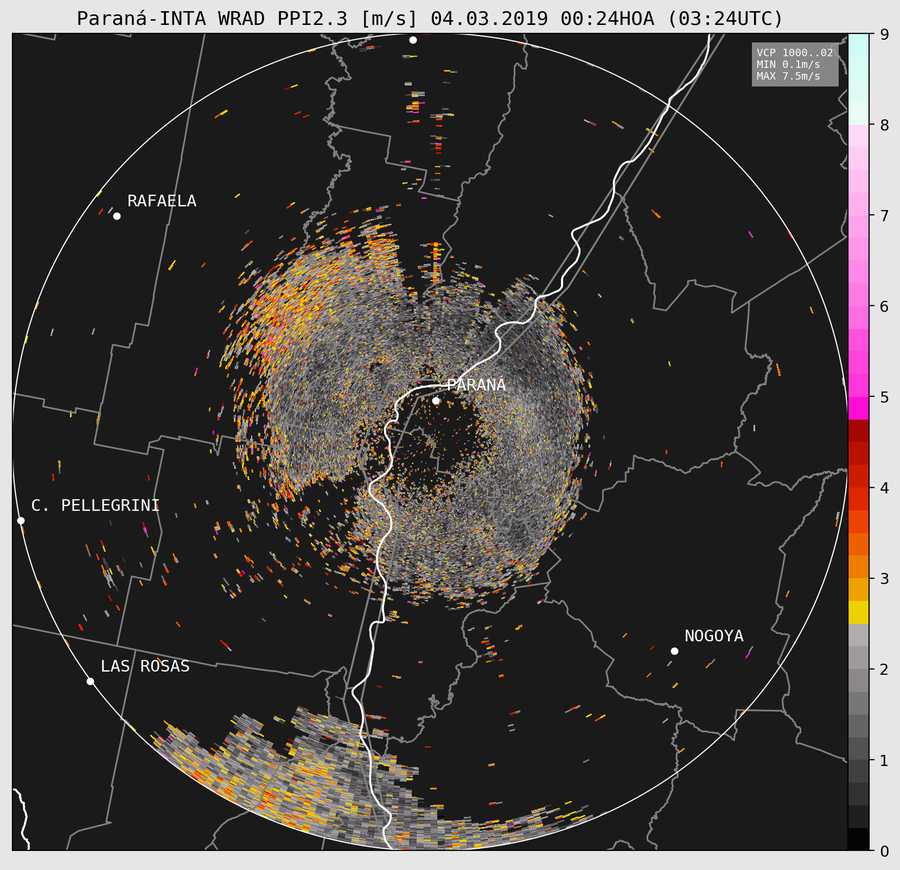 Paraná-INTA WRAD PPI2.3 [m/s] 04.03.2019 00:24HOA (03:24UTC)
VCP 1000..02
MIN 0.1m/s
MAX 7.5m/s
RAFAELA
PARANA
C. PELLEGRINI
NOGOYA
LAS ROSAS
9
8
7
6
5
4
3
2
1
0